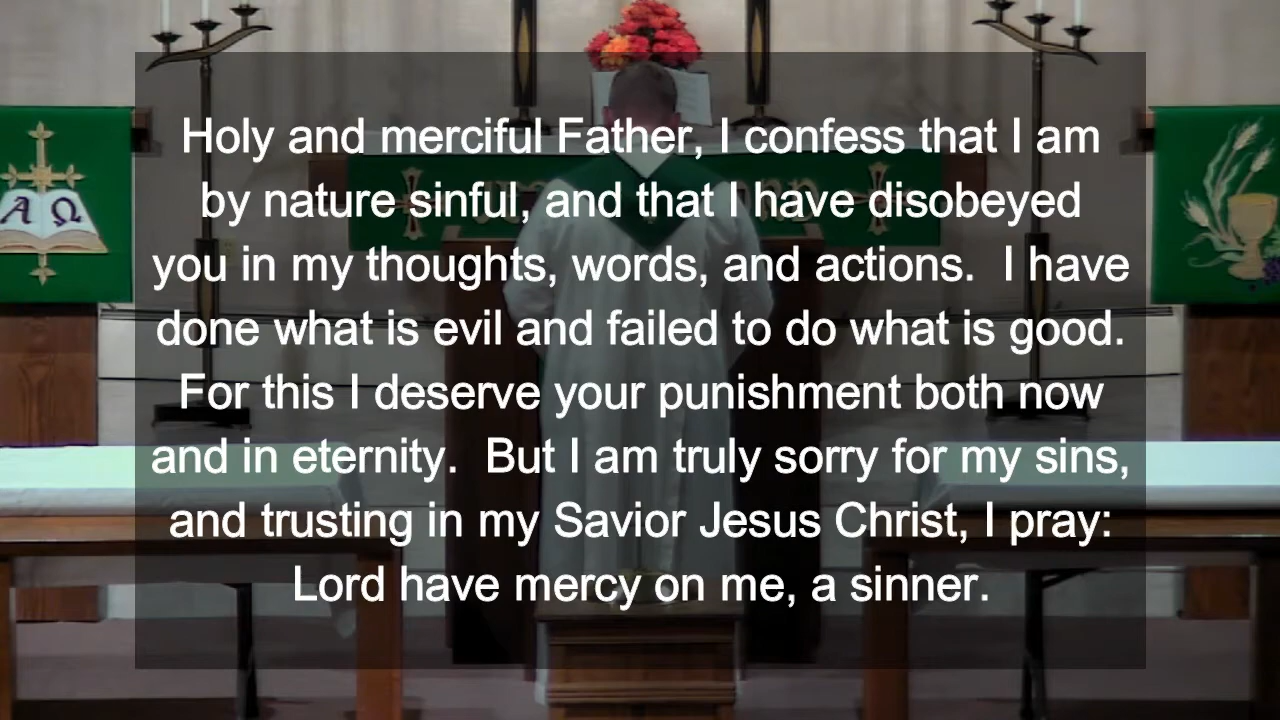 Holy and merciful Father, I confess that I am
by nature sinful, and that I have disobeyed
you in my thoughts, words, and actions.  I have
done what is evil and failed to do what is good.
For this I deserve your punishment both now
and in eternity.  But I am truly sorry for my sins,
and trusting in my Savior Jesus Christ, I pray:
Lord have mercy on me, a sinner.
Α Ω